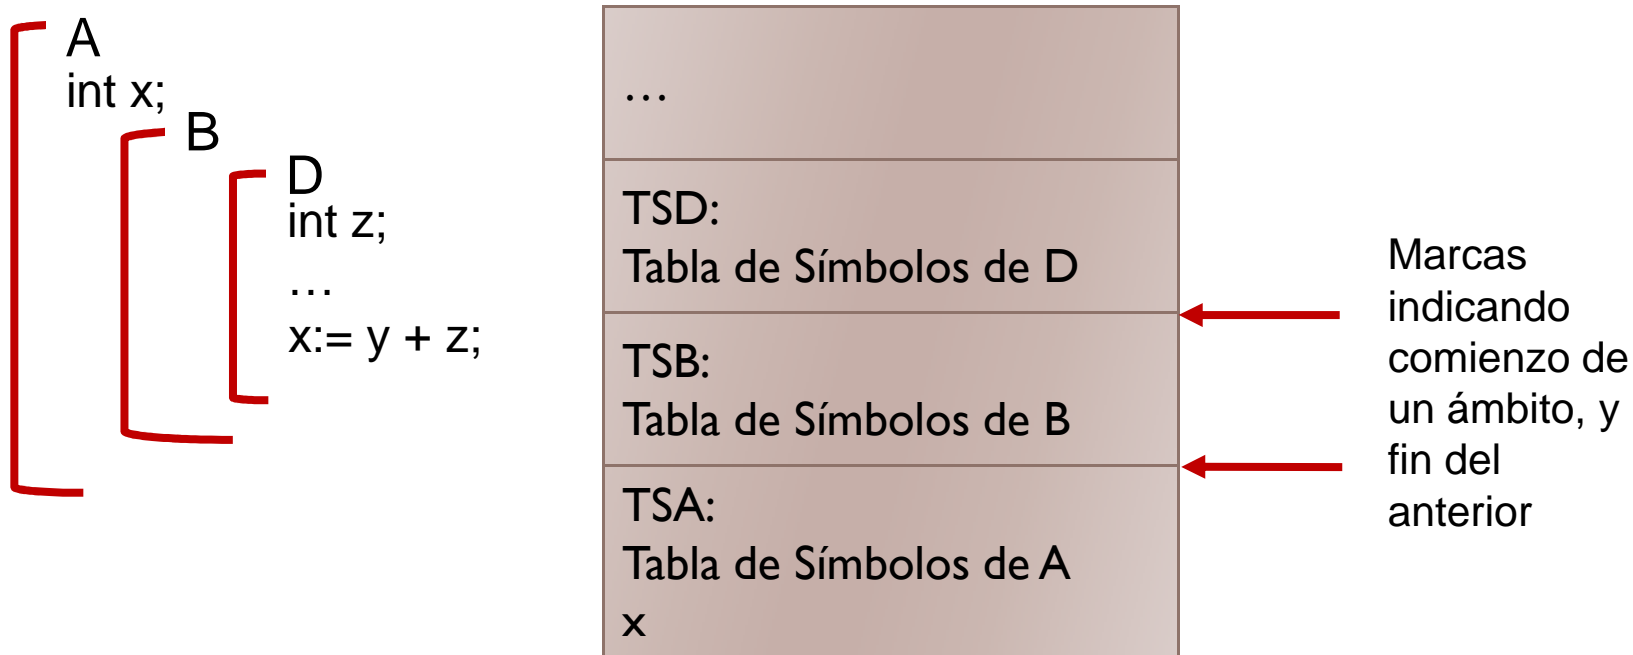 A
int x;
B
D
int z;
…
x:= y + z;
…
TSD:
Tabla de Símbolos de D
TSB:
Tabla de Símbolos de B
TSA:
Tabla de Símbolos de A
x
Marcas
indicando
comienzo de
un ámbito, y
fin del
anterior